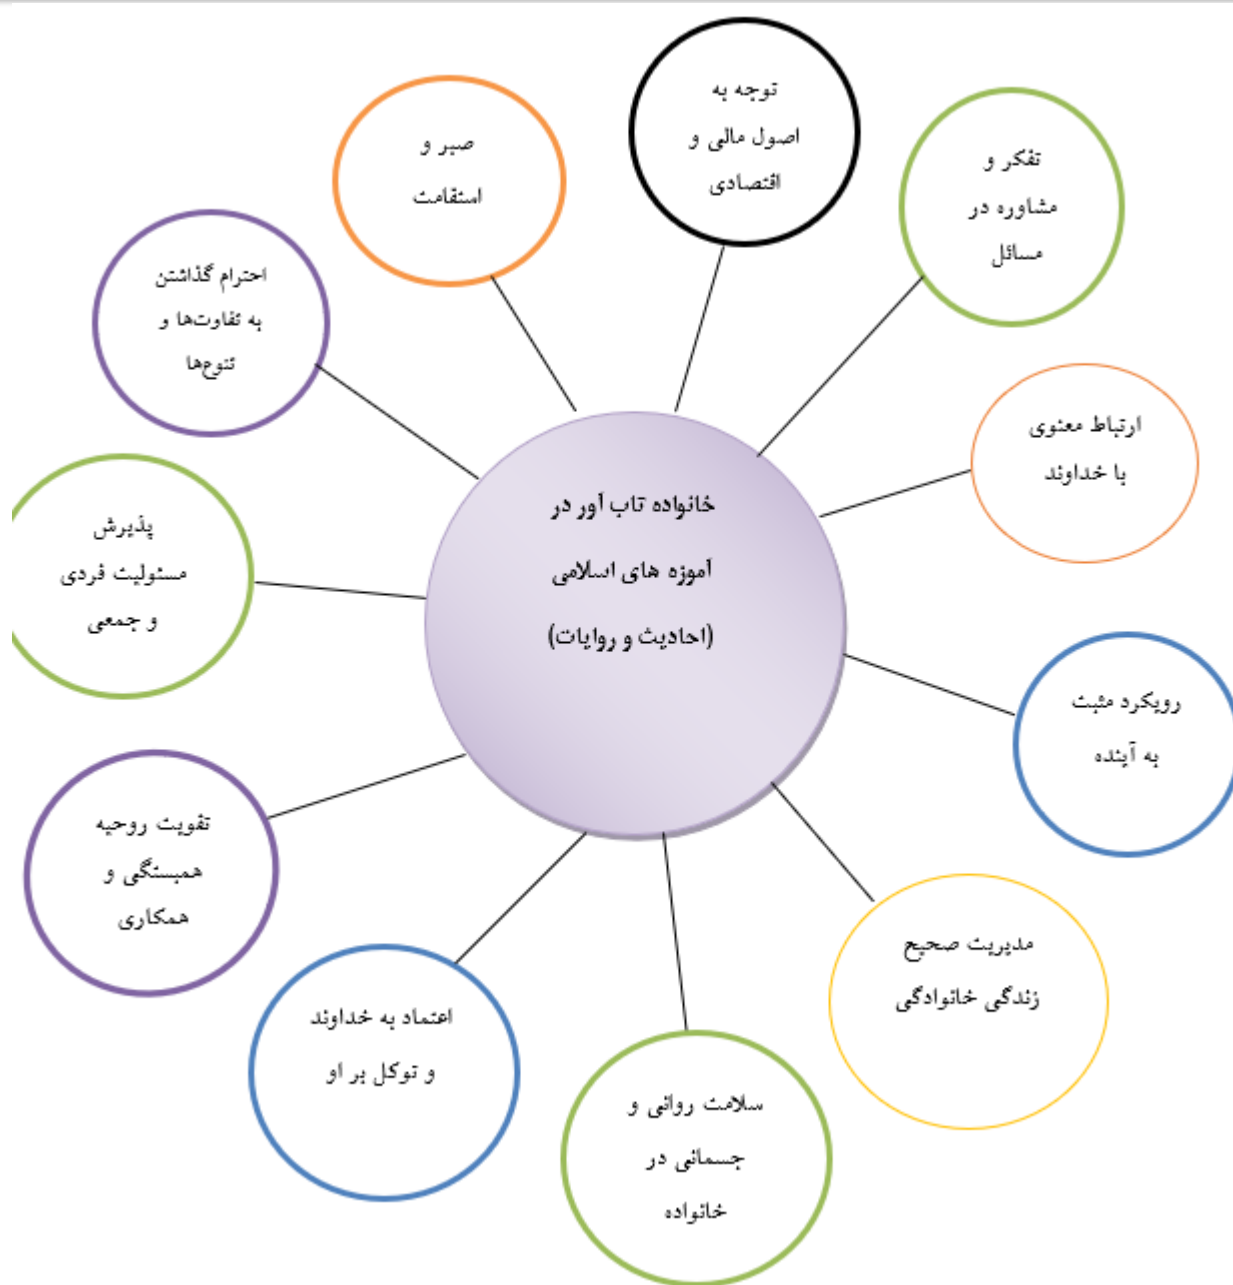 توجه به
اصول مالی و
اقتصادی
تفکر و
مشاوره در
مسائل
ارتباط معنوی
با خداوند
رویکرد مثبت
به آینده
مدیریت صحیح
زندگی خانوادگی
سلامت روانی و
جسمانی در
خانواده
اعتماد به خداوند
و توکل بر او
تقویت روحیه
همبستگی و
همکاری
پذیرش
مسئولیت فردی
و جمعی
احترام گذاشتن
به تفاوت‌ها و
تنوع‌ها
صبر و
استقامت
خانواده تاب آور در
آموزه های اسلامی
(احادیث و روایات)